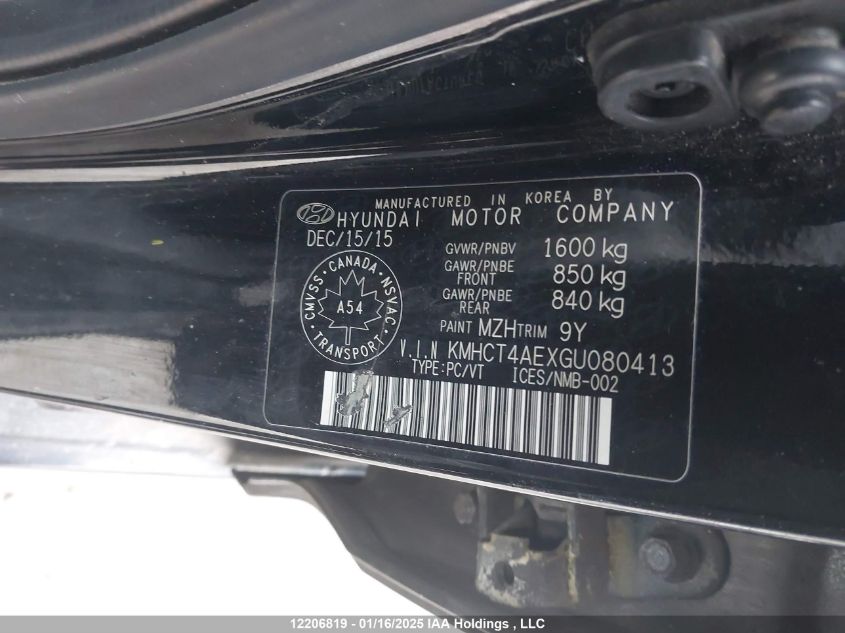 MANUFACTURED IN KOREA BY
HYUNDAI MOTOR COMPANY
DEC/15/15
GVWR/PNBV 1600 kg
GAWR/PNBE FRONT 850 kg
GAWR/PNBE REAR 840 kg
CANADA
CMVSS NSVAC
A54
TRANSPORT
PAINT MZH TRIM 9Y
V.I.N KMHCT4AEXGU080413
TYPE:PC/VT ICES/NMB-002
12206819 - 01/16/2025 IAA Holdings , LLC